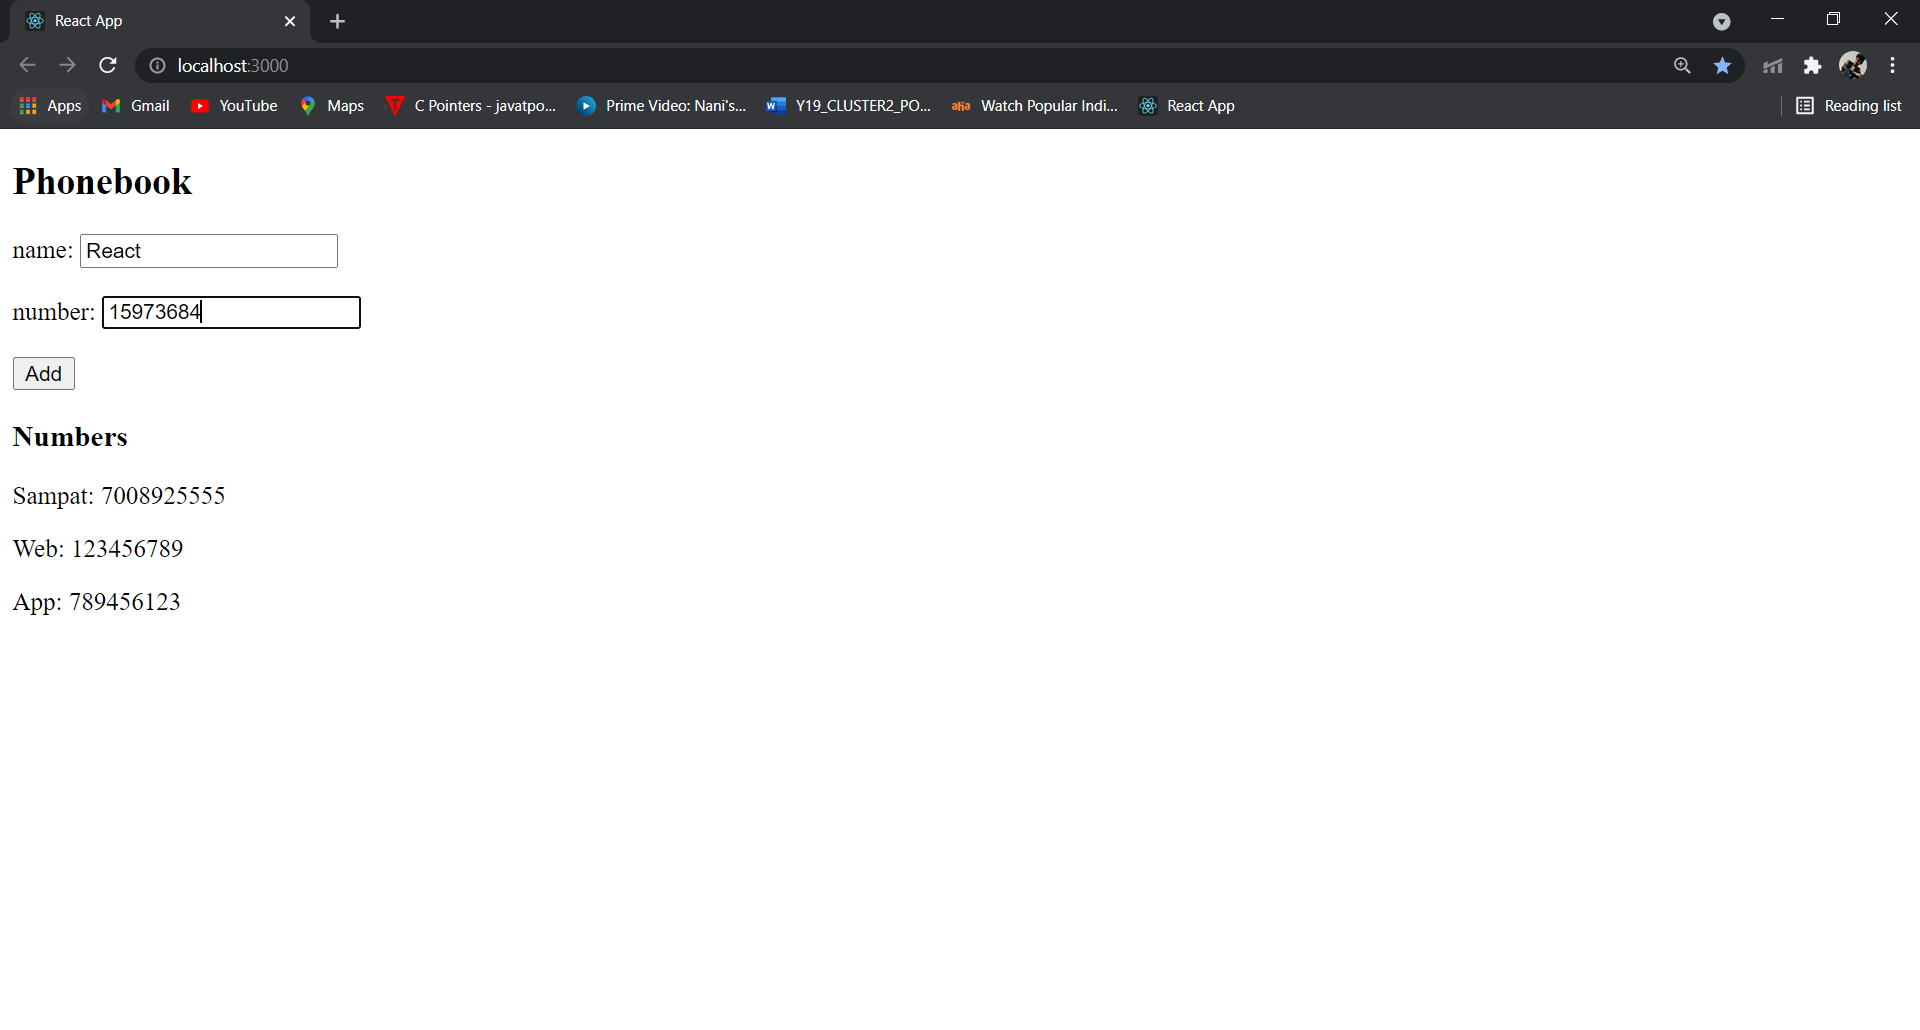 React App
localhost:3000
Apps Gmail YouTube Maps C Pointers - javatpo... Prime Video: Nani's... Y19_CLUSTER2_PO... aha Watch Popular Indi... React App Reading list
Phonebook
name: React
number: 15973684
Add
Numbers
Sampat: 7008925555
Web: 123456789
App: 789456123